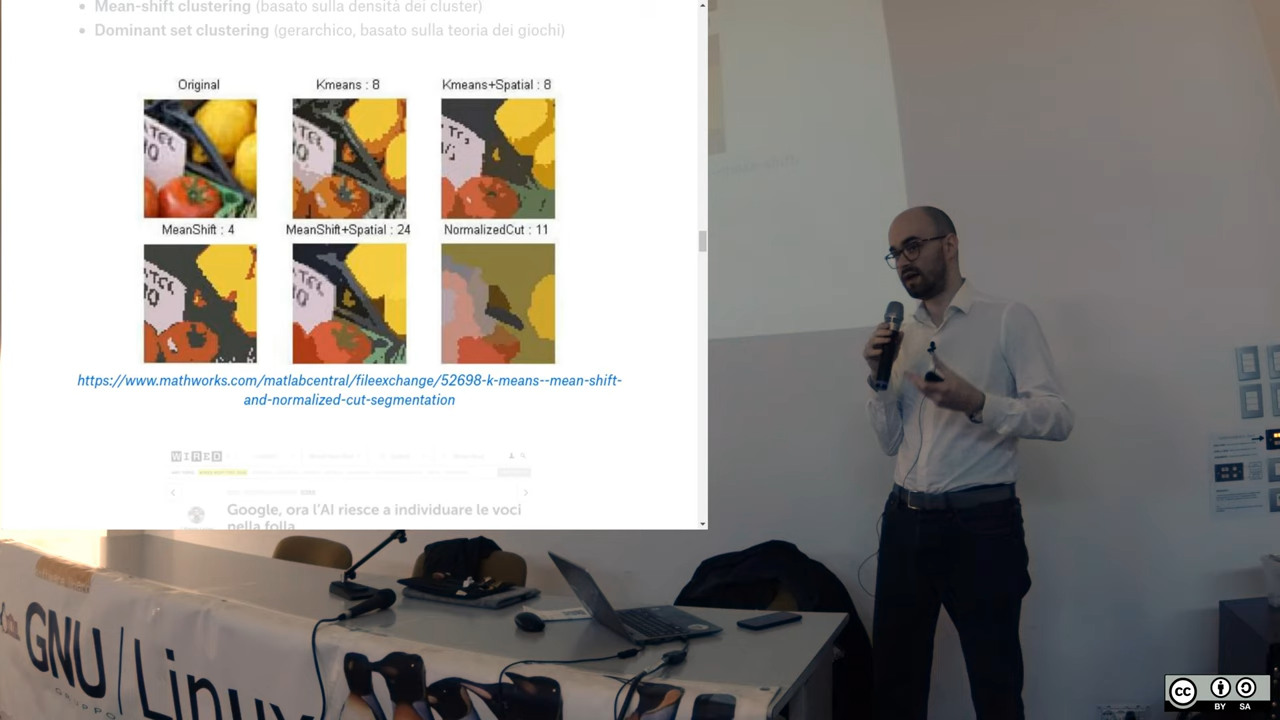 • Mean-shift clustering (basato sulla densità dei cluster)
• Dominant set clustering (gerarchico, basato sulla teoria dei giochi)
Original
Kmeans : 8
Kmeans+Spatial : 8
MeanShift : 4
MeanShift+Spatial : 24
NormalizedCut : 11
https://www.mathworks.com/matlabcentral/fileexchange/52698-k-means--mean-shift-
and-normalized-cut-segmentation
WIRED
Google, ora l'AI riesce a individuare le voci
nella folla
GNU/Linux
GRUPPO
CC BY SA